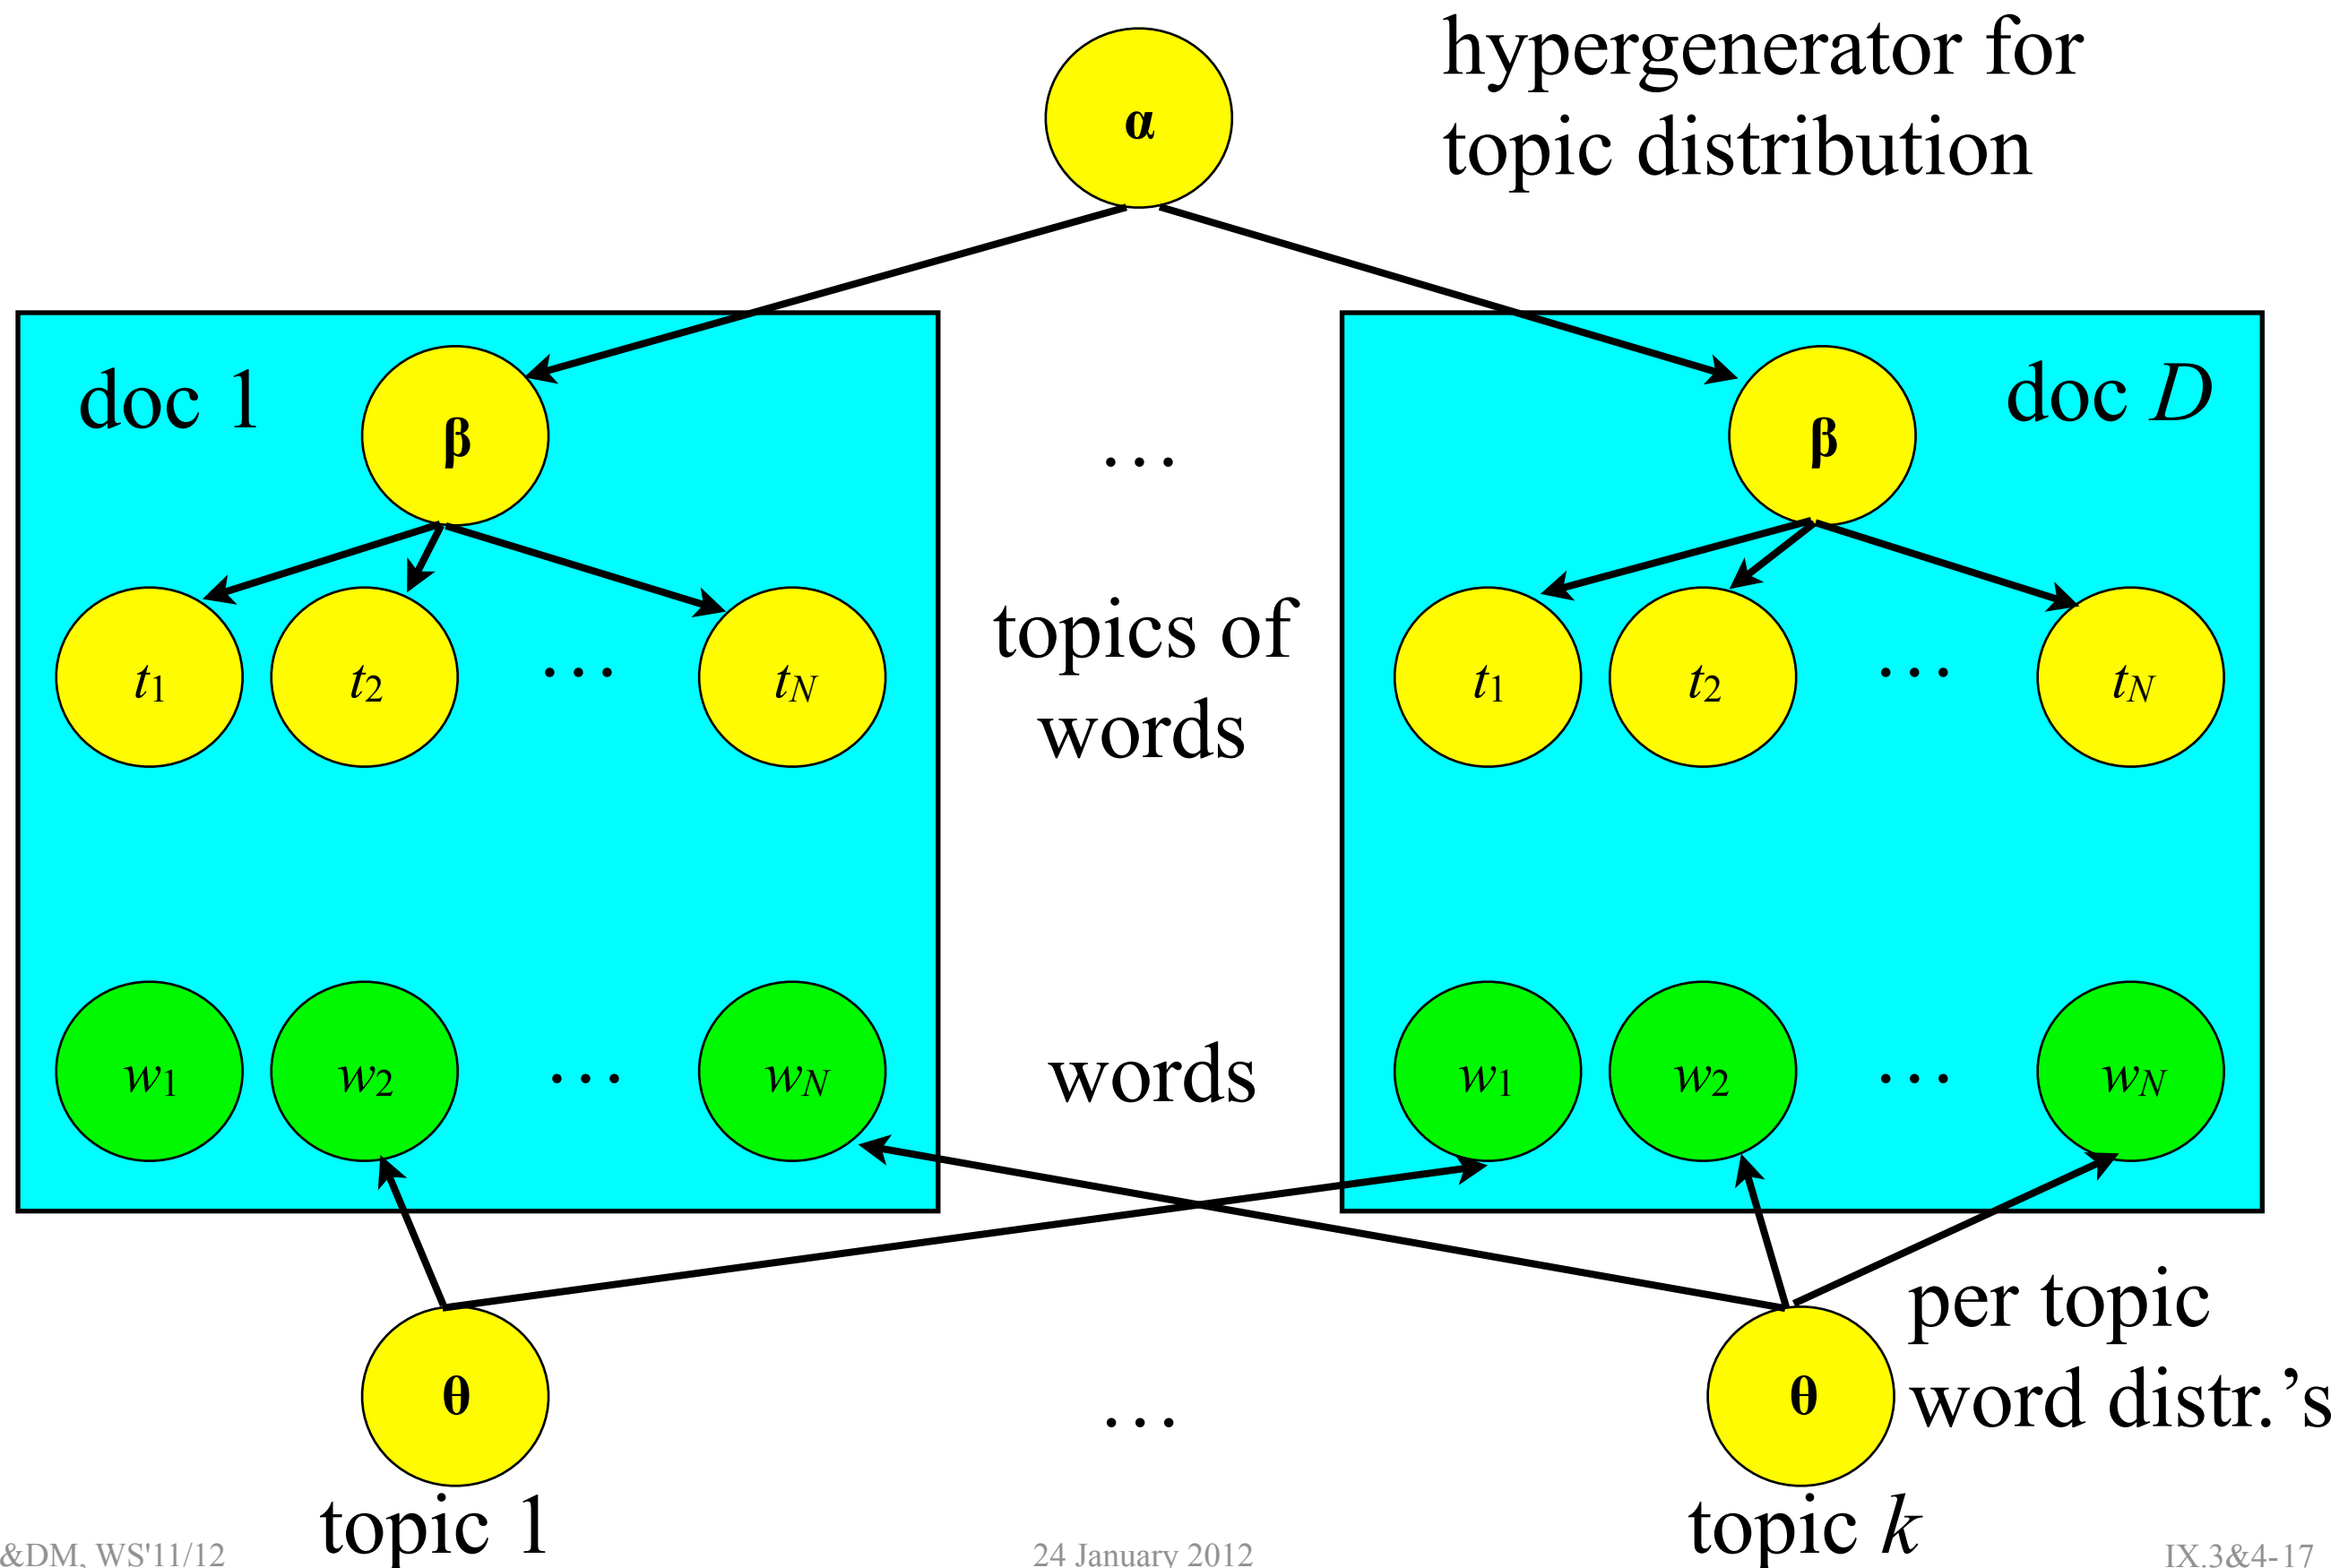 α
hypergenerator for
topic distribution
doc 1
β
…
β
doc D
t1 t2 … tN
topics of
words
t1 t2 … tN
w1 w2 … wN
words
w1 w2 … wN
θ
topic 1
…
θ
topic k
per topic
word distr.’s
&DM, WS'11/12
24 January 2012
IX.3&4-17